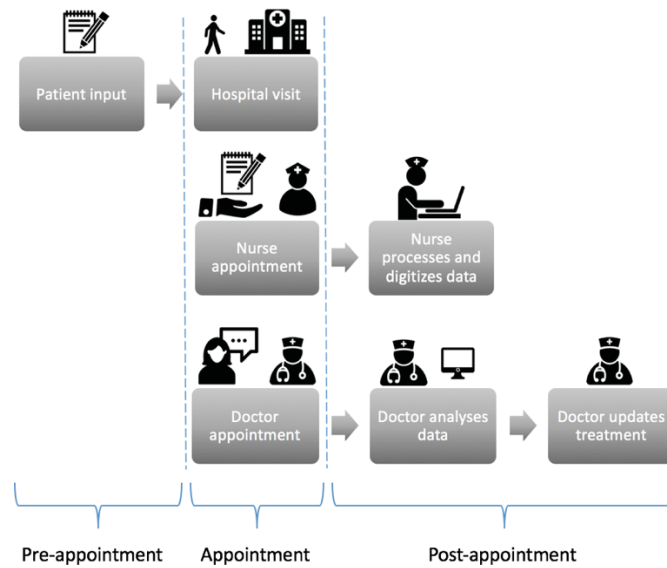 Patient input
Hospital visit
Nurse
appointment
Nurse
processes and
digitizes data
Doctor
appointment
Doctor analyses
data
Doctor updates
treatment
Pre-appointment
Appointment
Post-appointment